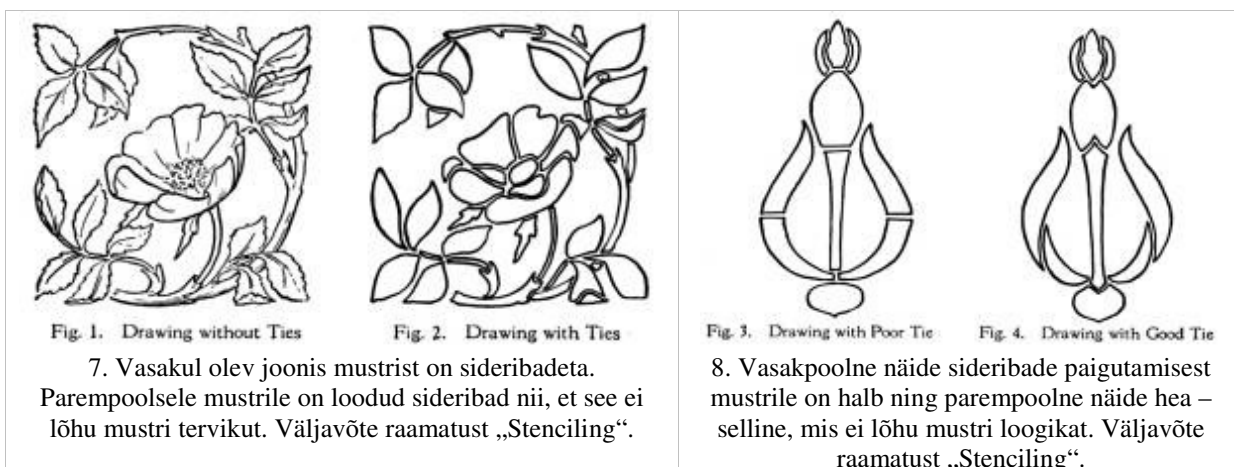 Fig. 1. Drawing without Ties
Fig. 2. Drawing with Ties
7. Vasakul olev joonis mustrist on sideribadeta.
Parempoolsele mustrile on loodud sideribad nii, et see ei
lõhu mustri tervikut. Väljavõte raamatust „Stenciling“.
Fig. 3. Drawing with Poor Tie
Fig. 4. Drawing with Good Tie
8. Vasakpoolne näide sideribade paigutamisest
mustrile on halb ning parempoolne näide hea –
selline, mis ei lõhu mustri loogikat. Väljavõte
raamatust „Stenciling“.